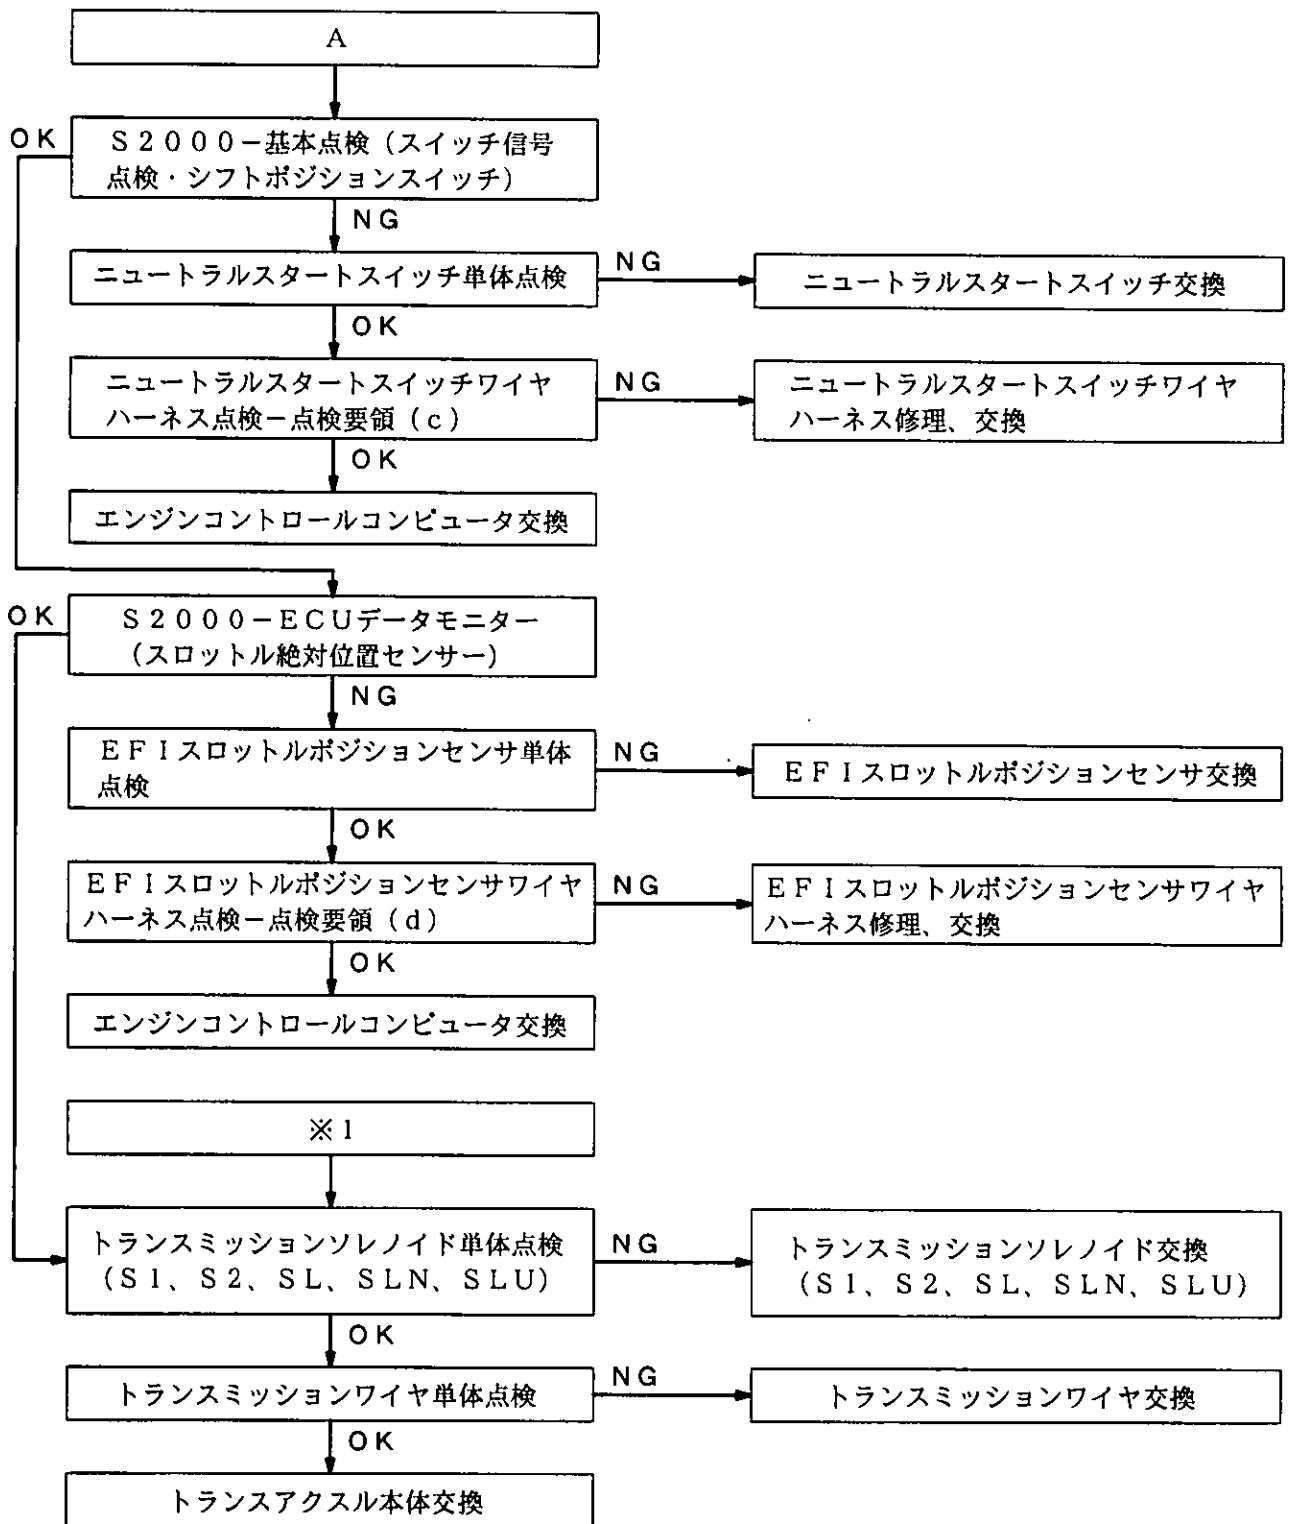 A
OK
S2000-基本点検(スイッチ信号
点検・シフトポジションスイッチ)
NG
ニュートラルスタートスイッチ単体点検
NG
ニュートラルスタートスイッチ交換
OK
ニュートラルスタートスイッチワイヤ
ハーネス点検-点検要領(c)
NG
ニュートラルスタートスイッチワイヤ
ハーネス修理、交換
OK
エンジンコントロールコンピュータ交換
OK
S2000-ECUデータモニター
(スロットル絶対位置センサー)
NG
EFIスロットルポジションセンサ単体
点検
NG
EFIスロットルポジションセンサ交換
OK
EFIスロットルポジションセンサワイヤ
ハーネス点検-点検要領(d)
NG
EFIスロットルポジションセンサワイヤ
ハーネス修理、交換
OK
エンジンコントロールコンピュータ交換
※1
トランスミッションソレノイド単体点検
(S1、S2、SL、SLN、SLU)
NG
トランスミッションソレノイド交換
(S1、S2、SL、SLN、SLU)
OK
トランスミッションワイヤ単体点検
NG
トランスミッションワイヤ交換
OK
トランスアクスル本体交換